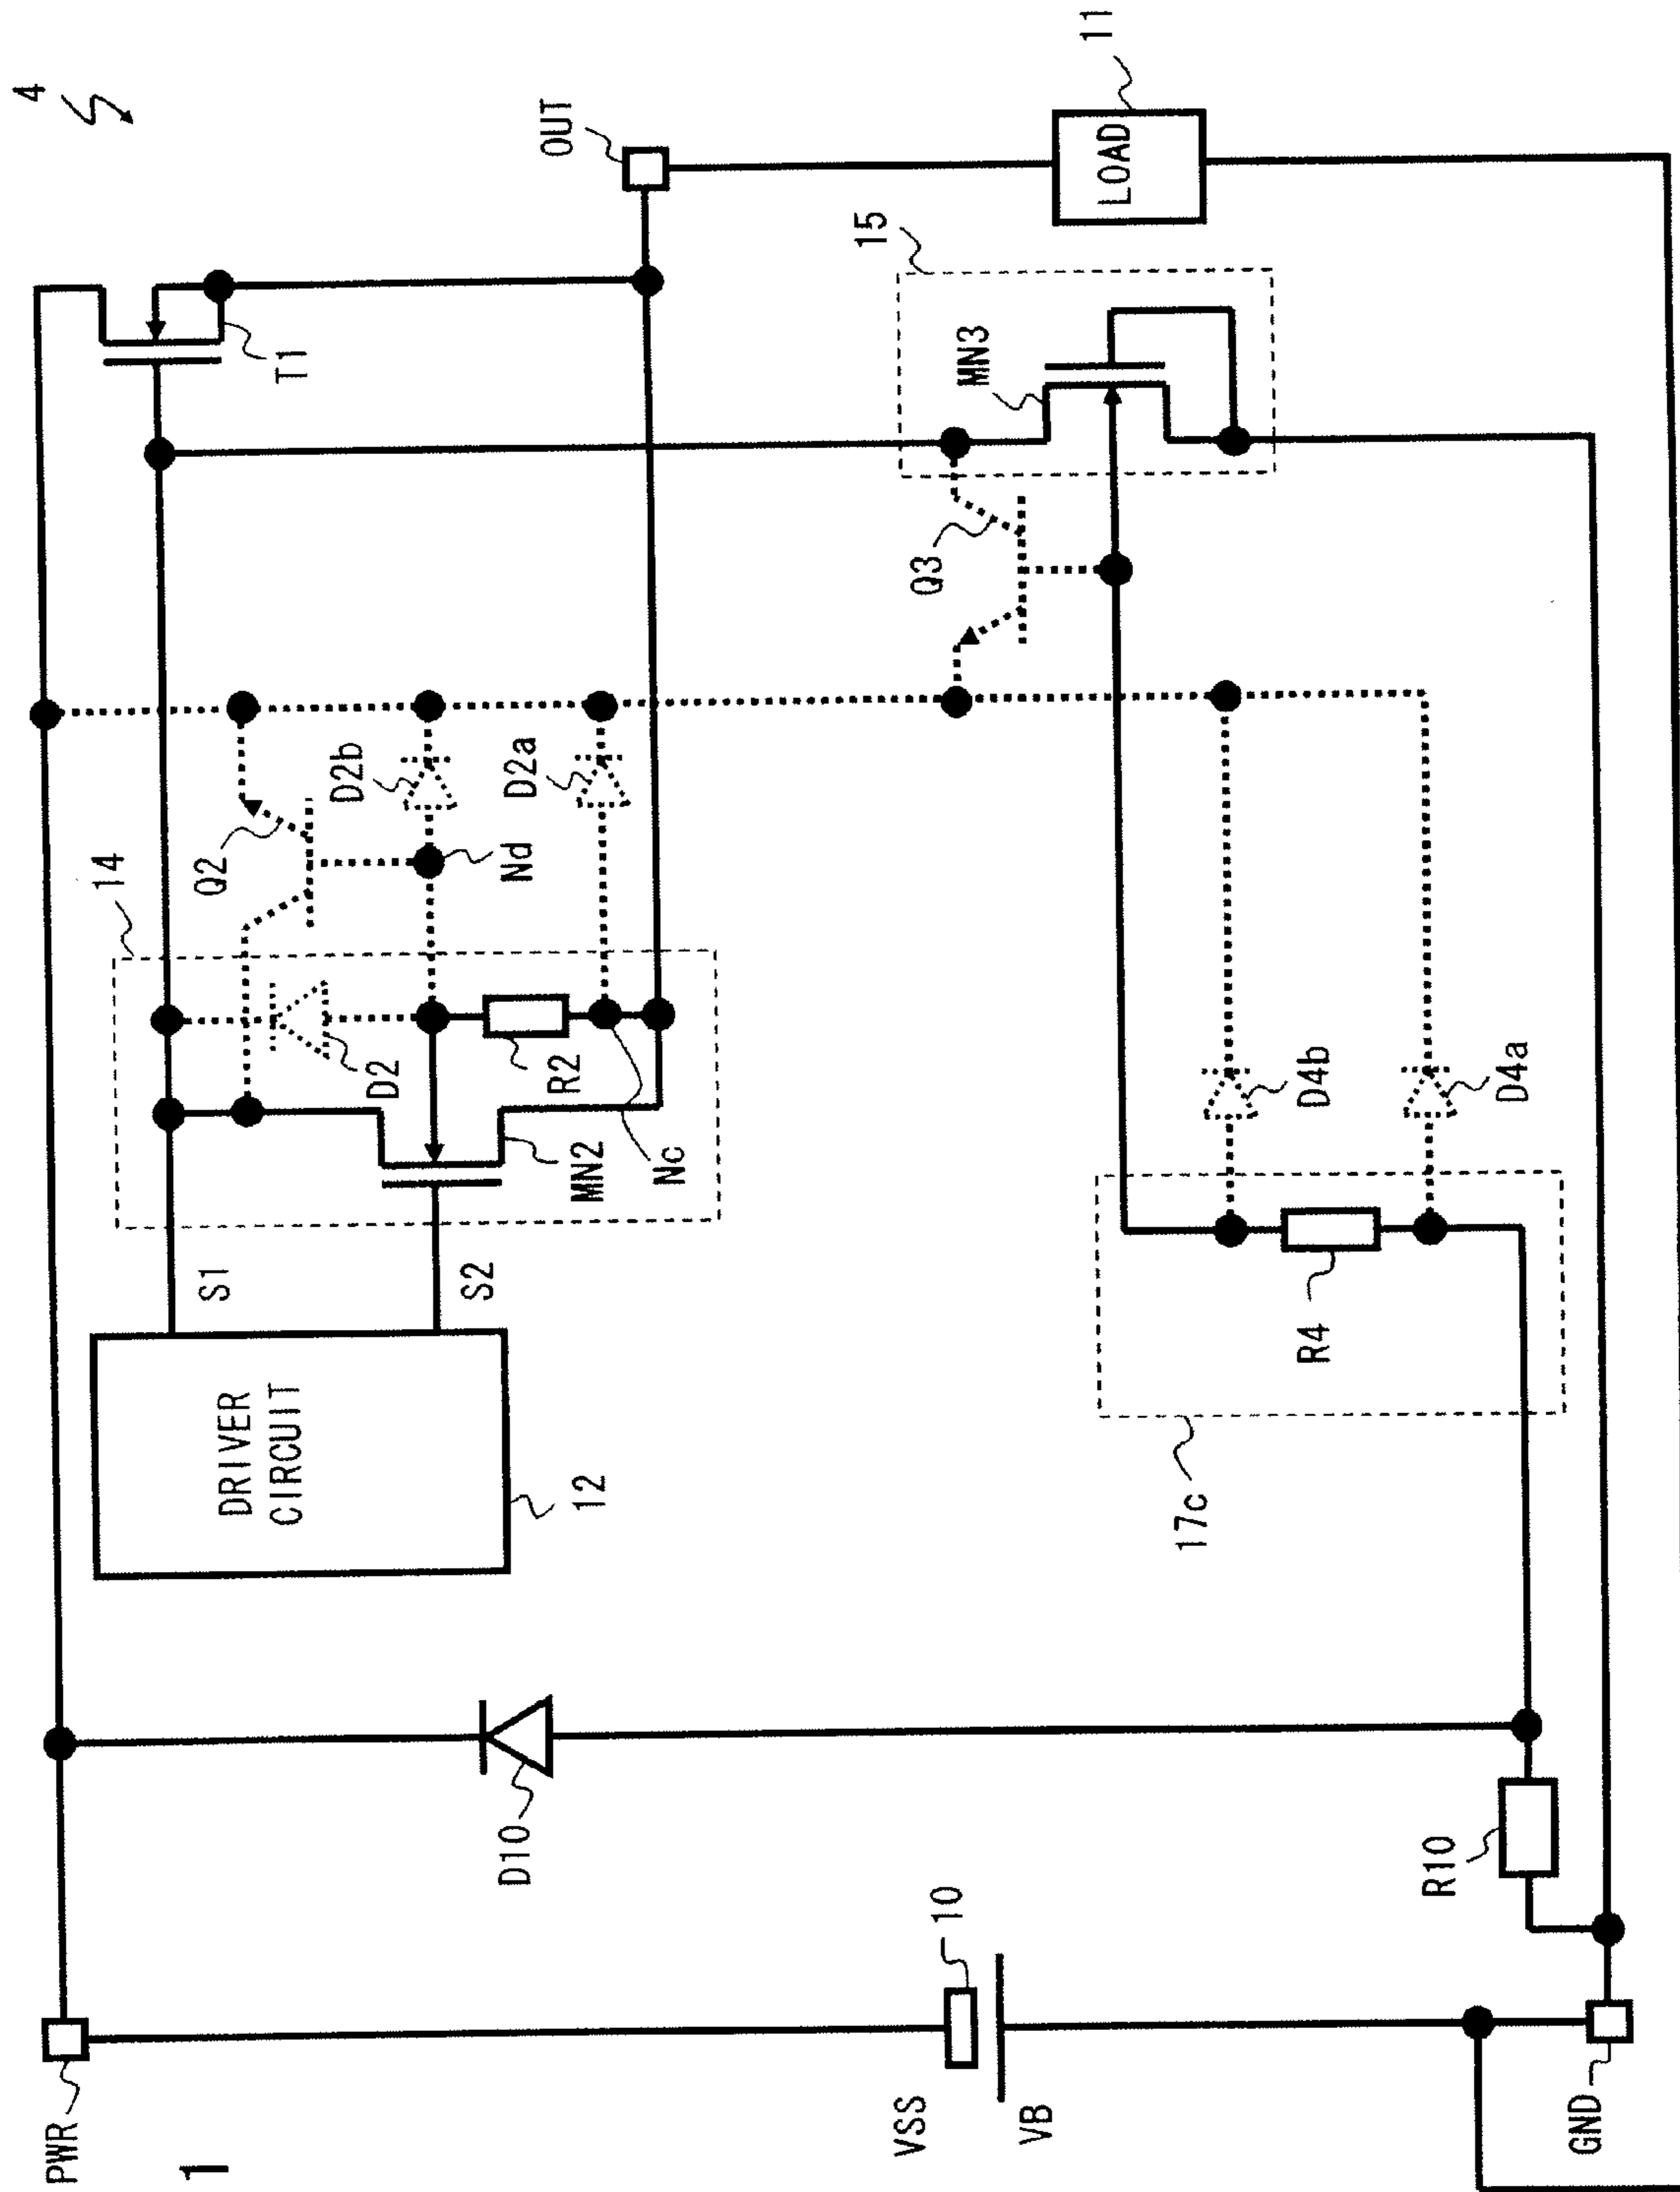 4
PWR
1
T1
OUT
14
Q2
D2b
D2a
Nd
D2
R2
MN2
Nc
S1
S2
DRIVER
CIRCUIT
12
D10
10
VSS
VB
15
MN3
Q3
LOAD
11
D4b
D4a
R4
17c
R10
GND